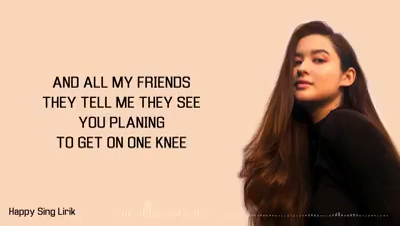 AND ALL MY FRIENDS
THEY TELL ME THEY SEE
YOU PLANING
TO GET ON ONE KNEE
Happy Sing Lirik